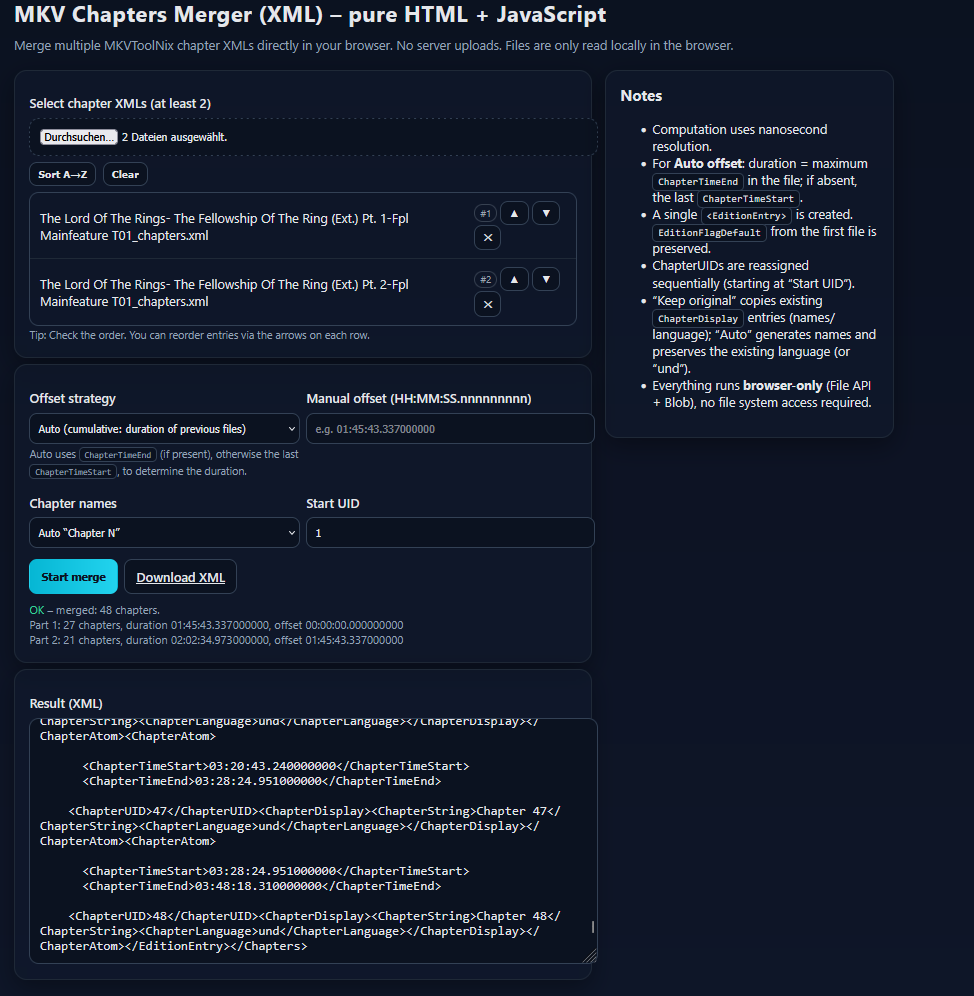 MKV Chapters Merger (XML) – pure HTML + JavaScript
Merge multiple MKVToolNix chapter XMLs directly in your browser. No server uploads. Files are only read locally in the browser.
Select chapter XMLs (at least 2)
Durchsuchen... 2 Dateien ausgewählt.
Sort A→Z Clear
The Lord Of The Rings- The Fellowship Of The Ring (Ext.) Pt. 1-Fpl
Mainfeature T01_chapters.xml
#1 ▲ ▼
✕
The Lord Of The Rings- The Fellowship Of The Ring (Ext.) Pt. 2-Fpl
Mainfeature T01_chapters.xml
#2 ▲ ▼
✕
Tip: Check the order. You can reorder entries via the arrows on each row.
Offset strategy
Auto (cumulative: duration of previous files)
Auto uses ChapterTimeEnd (if present), otherwise the last
ChapterTimeStart, to determine the duration.
Manual offset (HH:MM:SS.nnnnnnnnn)
e.g. 01:45:43.337000000
Chapter names
Auto “Chapter N”
Start UID
1
Start merge Download XML
OK – merged: 48 chapters.
Part 1: 27 chapters, duration 01:45:43.337000000, offset 00:00:00.000000000
Part 2: 21 chapters, duration 02:02:34.973000000, offset 01:45:43.337000000
Result (XML)
ChapterString><ChapterLanguage>und</ChapterLanguage></ChapterDisplay></
ChapterAtom><ChapterAtom>
<ChapterTimeStart>03:20:43.240000000</ChapterTimeStart>
<ChapterTimeEnd>03:28:24.951000000</ChapterTimeEnd>
<ChapterUID>47</ChapterUID><ChapterDisplay><ChapterString>Chapter 47</
ChapterString><ChapterLanguage>und</ChapterLanguage></ChapterDisplay></
ChapterAtom><ChapterAtom>
<ChapterTimeStart>03:28:24.951000000</ChapterTimeStart>
<ChapterTimeEnd>03:48:18.310000000</ChapterTimeEnd>
<ChapterUID>48</ChapterUID><ChapterDisplay><ChapterString>Chapter 48</
ChapterString><ChapterLanguage>und</ChapterLanguage></ChapterDisplay></
ChapterAtom></EditionEntry></Chapters>
Notes
• Computation uses nanosecond
resolution.
• For Auto offset: duration = maximum
ChapterTimeEnd in the file; if absent,
the last ChapterTimeStart.
• A single <EditionEntry> is created.
EditionFlagDefault from the first file is
preserved.
• ChapterUIDs are reassigned
sequentially (starting at “Start UID”).
• “Keep original” copies existing
ChapterDisplay entries (names/
language); “Auto” generates names and
preserves the existing language (or
“und”).
• Everything runs browser-only (File API
+ Blob), no file system access required.